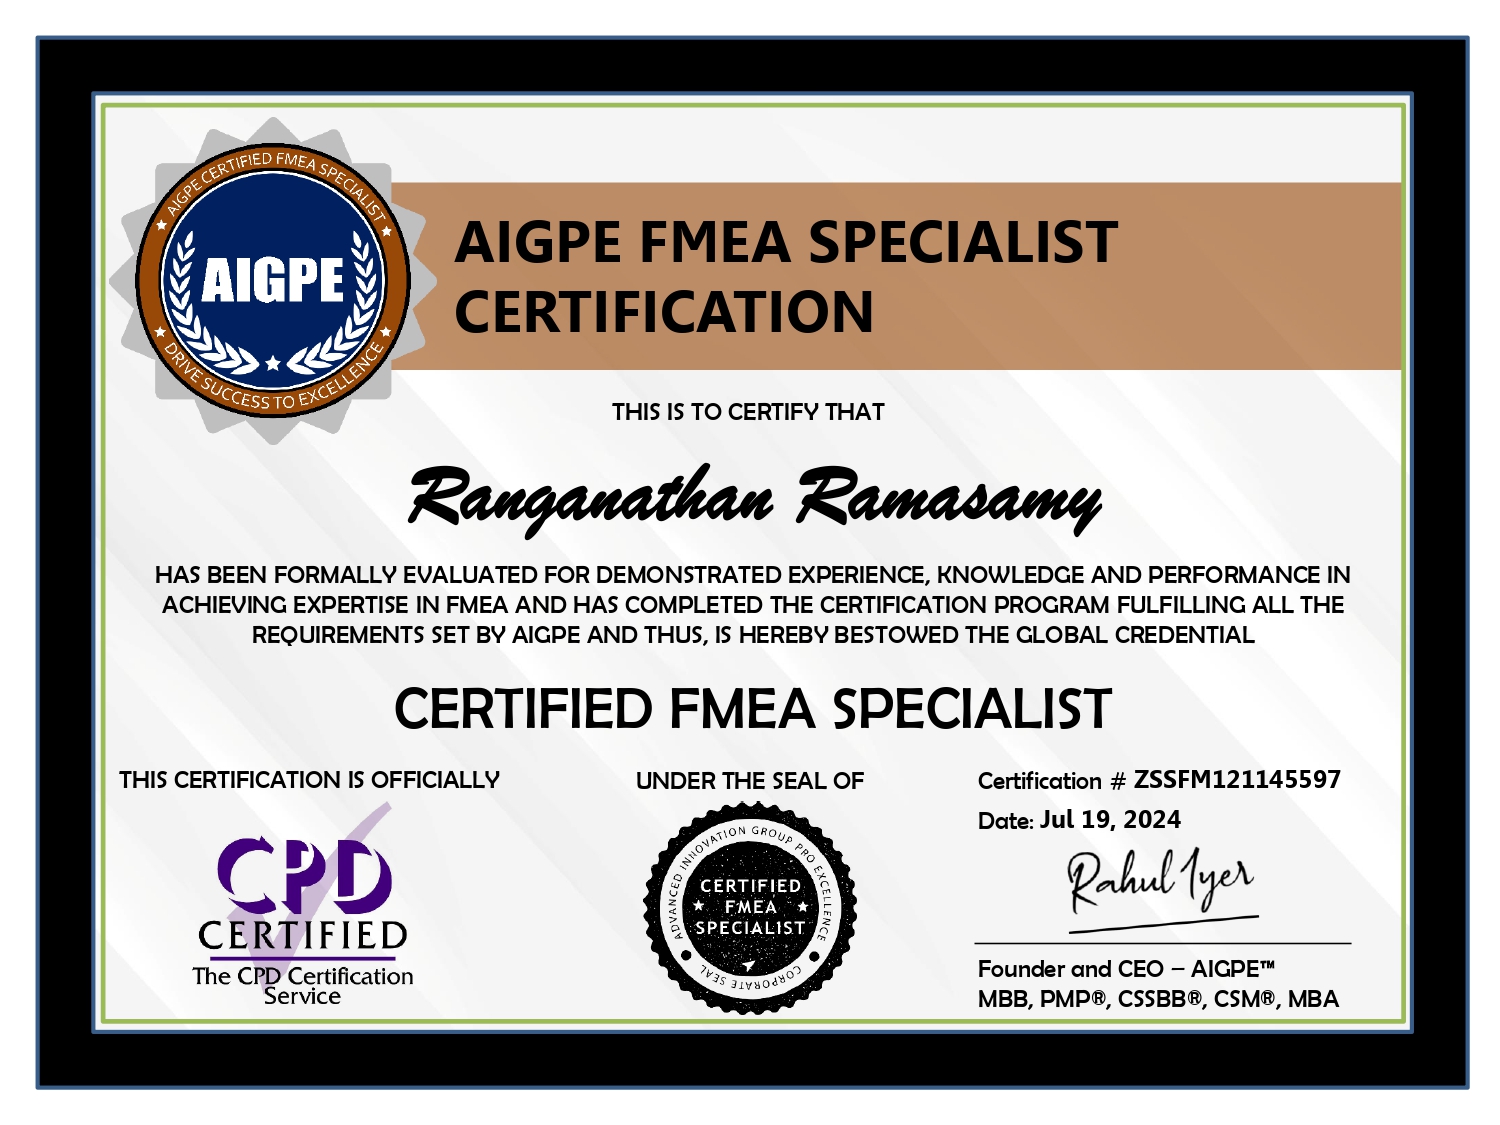 AIGPE CERTIFIED FMEA SPECIALIST
AIGPE
DRIVE SUCCESS TO EXCELLENCE
AIGPE FMEA SPECIALIST
CERTIFICATION
THIS IS TO CERTIFY THAT
Ranganathan Ramasamy
HAS BEEN FORMALLY EVALUATED FOR DEMONSTRATED EXPERIENCE, KNOWLEDGE AND PERFORMANCE IN
ACHIEVING EXPERTISE IN FMEA AND HAS COMPLETED THE CERTIFICATION PROGRAM FULFILLING ALL THE
REQUIREMENTS SET BY AIGPE AND THUS, IS HEREBY BESTOWED THE GLOBAL CREDENTIAL
CERTIFIED FMEA SPECIALIST
THIS CERTIFICATION IS OFFICIALLY
CPD
CERTIFIED
The CPD Certification
Service
UNDER THE SEAL OF
ADVANCED INNOVATION GROUP PRO EXCELLENCE
CERTIFIED
FMEA
SPECIALIST
CORPORATE SEAL
Certification # ZSSFM121145597
Date: Jul 19, 2024
Rahul Iyer
Founder and CEO – AIGPE™
MBB, PMP®, CSSBB®, CSM®, MBA